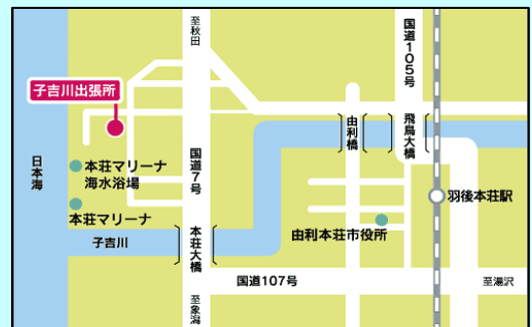 至秋田
国道105号
子吉川出張所
日本海
本荘マリーナ
海水浴場
国道7号
由利橋
飛鳥大橋
羽後本荘駅
本荘マリーナ
子吉川
本荘大橋
由利本荘市役所
国道107号
至湯沢
至象潟